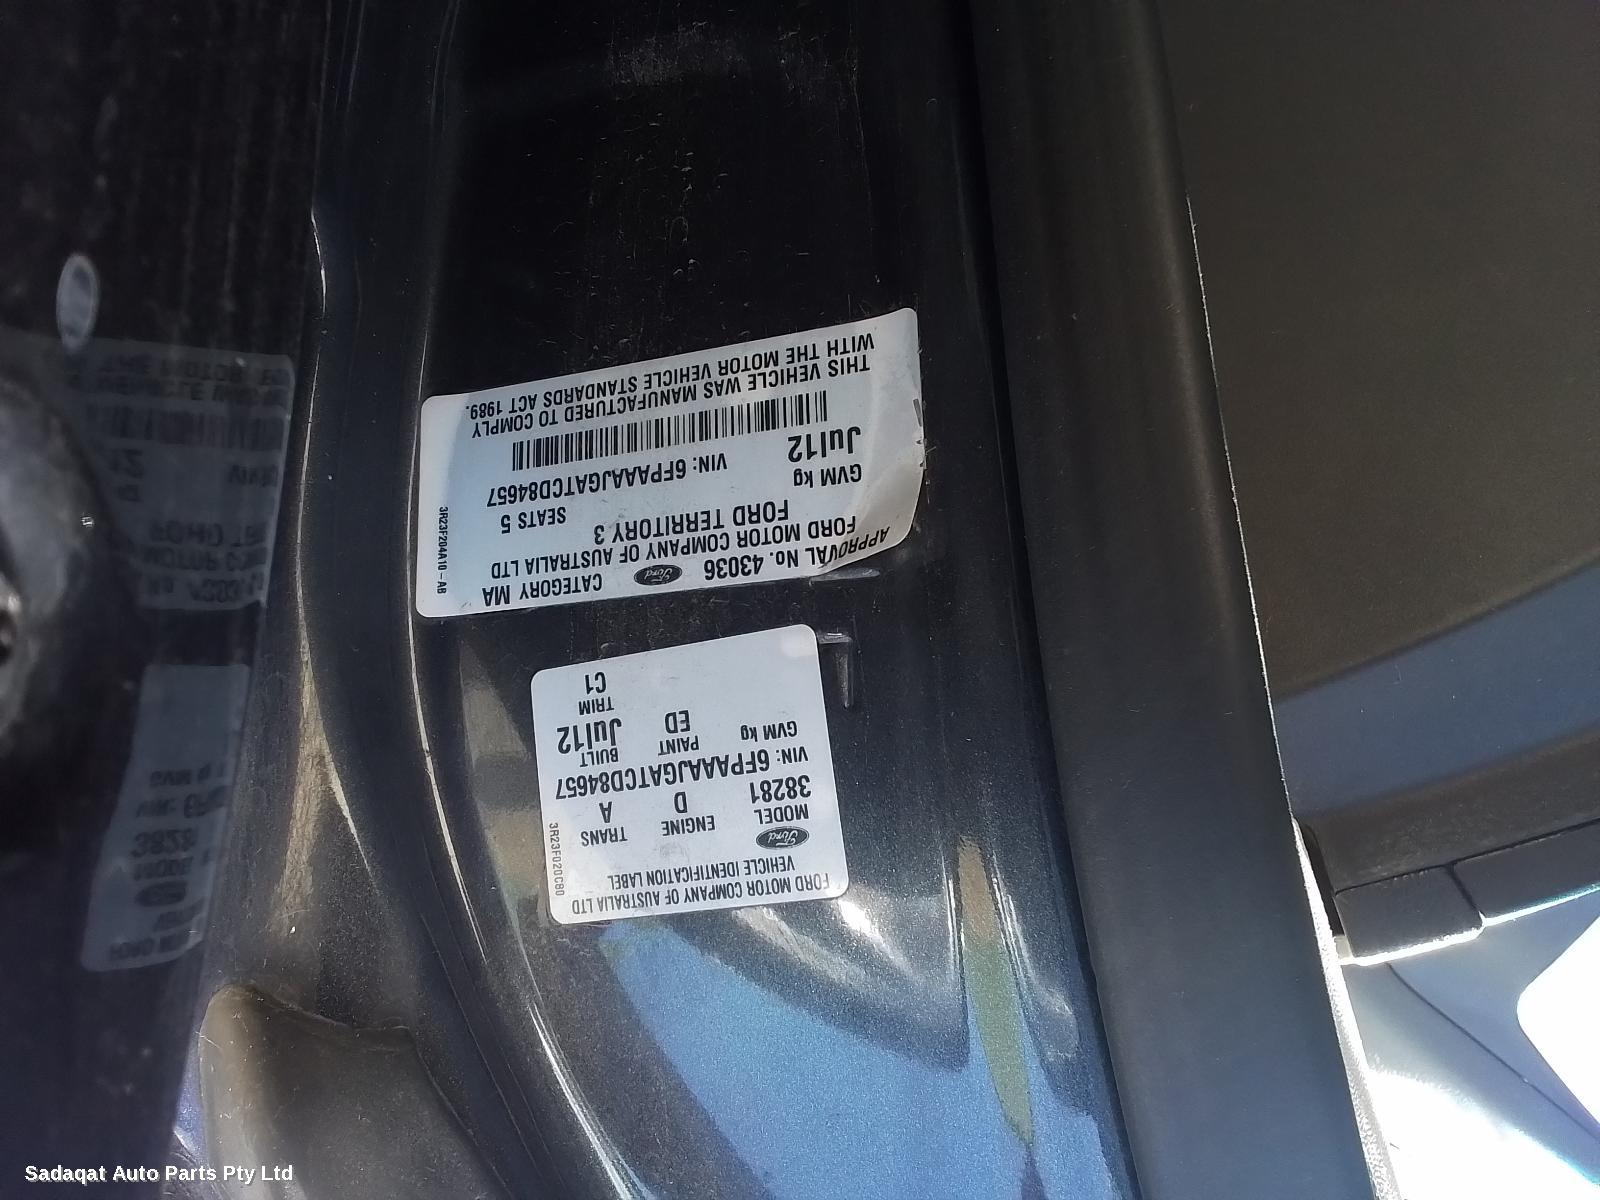 FORD MOTOR COMPANY OF AUSTRALIA LTD
VEHICLE IDENTIFICATION LABEL
Ford
MODEL ENGINE TRANS
38281 D A
VIN: 6FPAAAJGATCD84657
GVM kg PAINT BUILT
ED Jul12
TRIM
C1
3R23F020C80
APPROVAL No. 43036 Ford CATEGORY MA
FORD MOTOR COMPANY OF AUSTRALIA LTD
FORD TERRITORY 3
GVM kg SEATS 5
Jul12 VIN: 6FPAAAJGATCD84657
THIS VEHICLE WAS MANUFACTURED TO COMPLY
WITH THE MOTOR VEHICLE STANDARDS ACT 1989.
3R23F204A10-AB
Sadaqat Auto Parts Pty Ltd